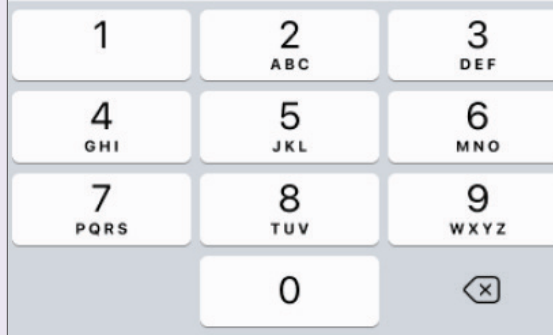 1 2 3
ABC DEF
4 5 6
GHI JKL MNO
7 8 9
PQRS TUV WXYZ
0